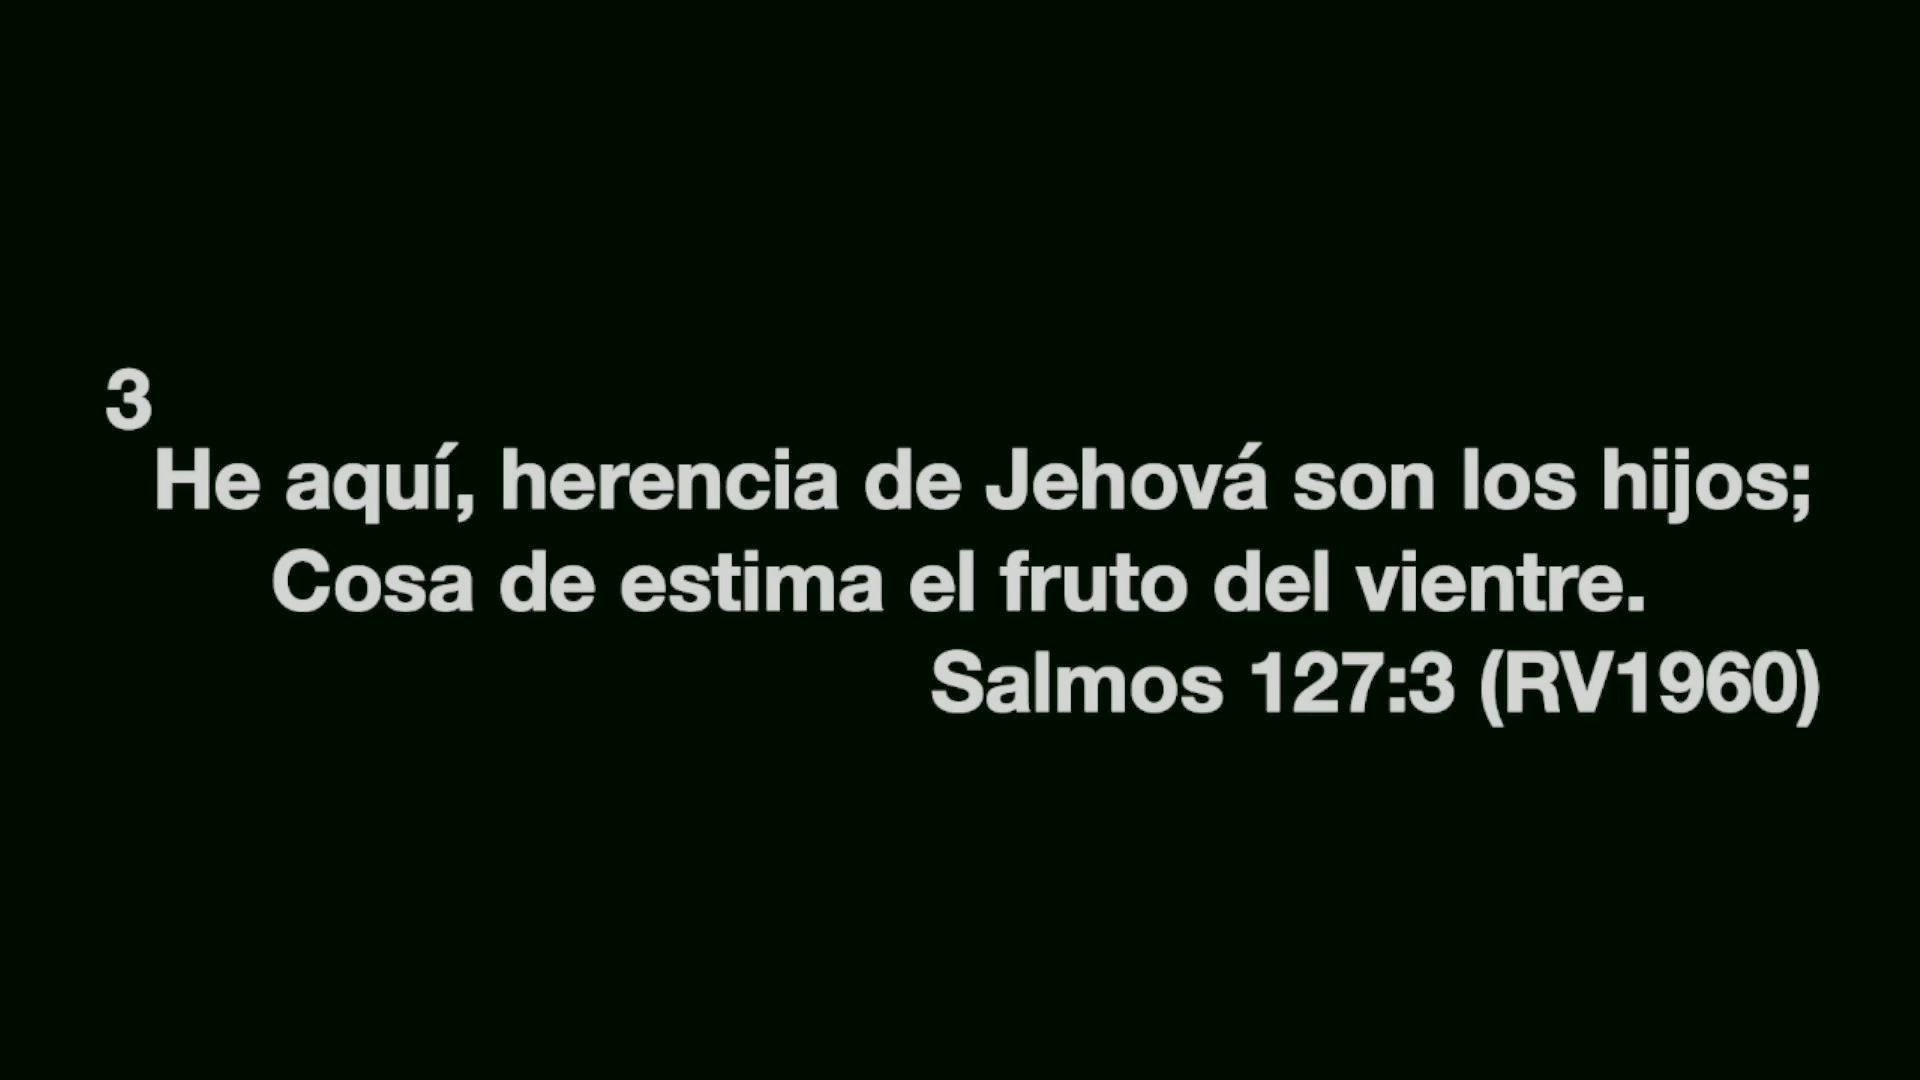 3
He aquí, herencia de Jehová son los hijos;
Cosa de estima el fruto del vientre.
Salmos 127:3 (RV1960)